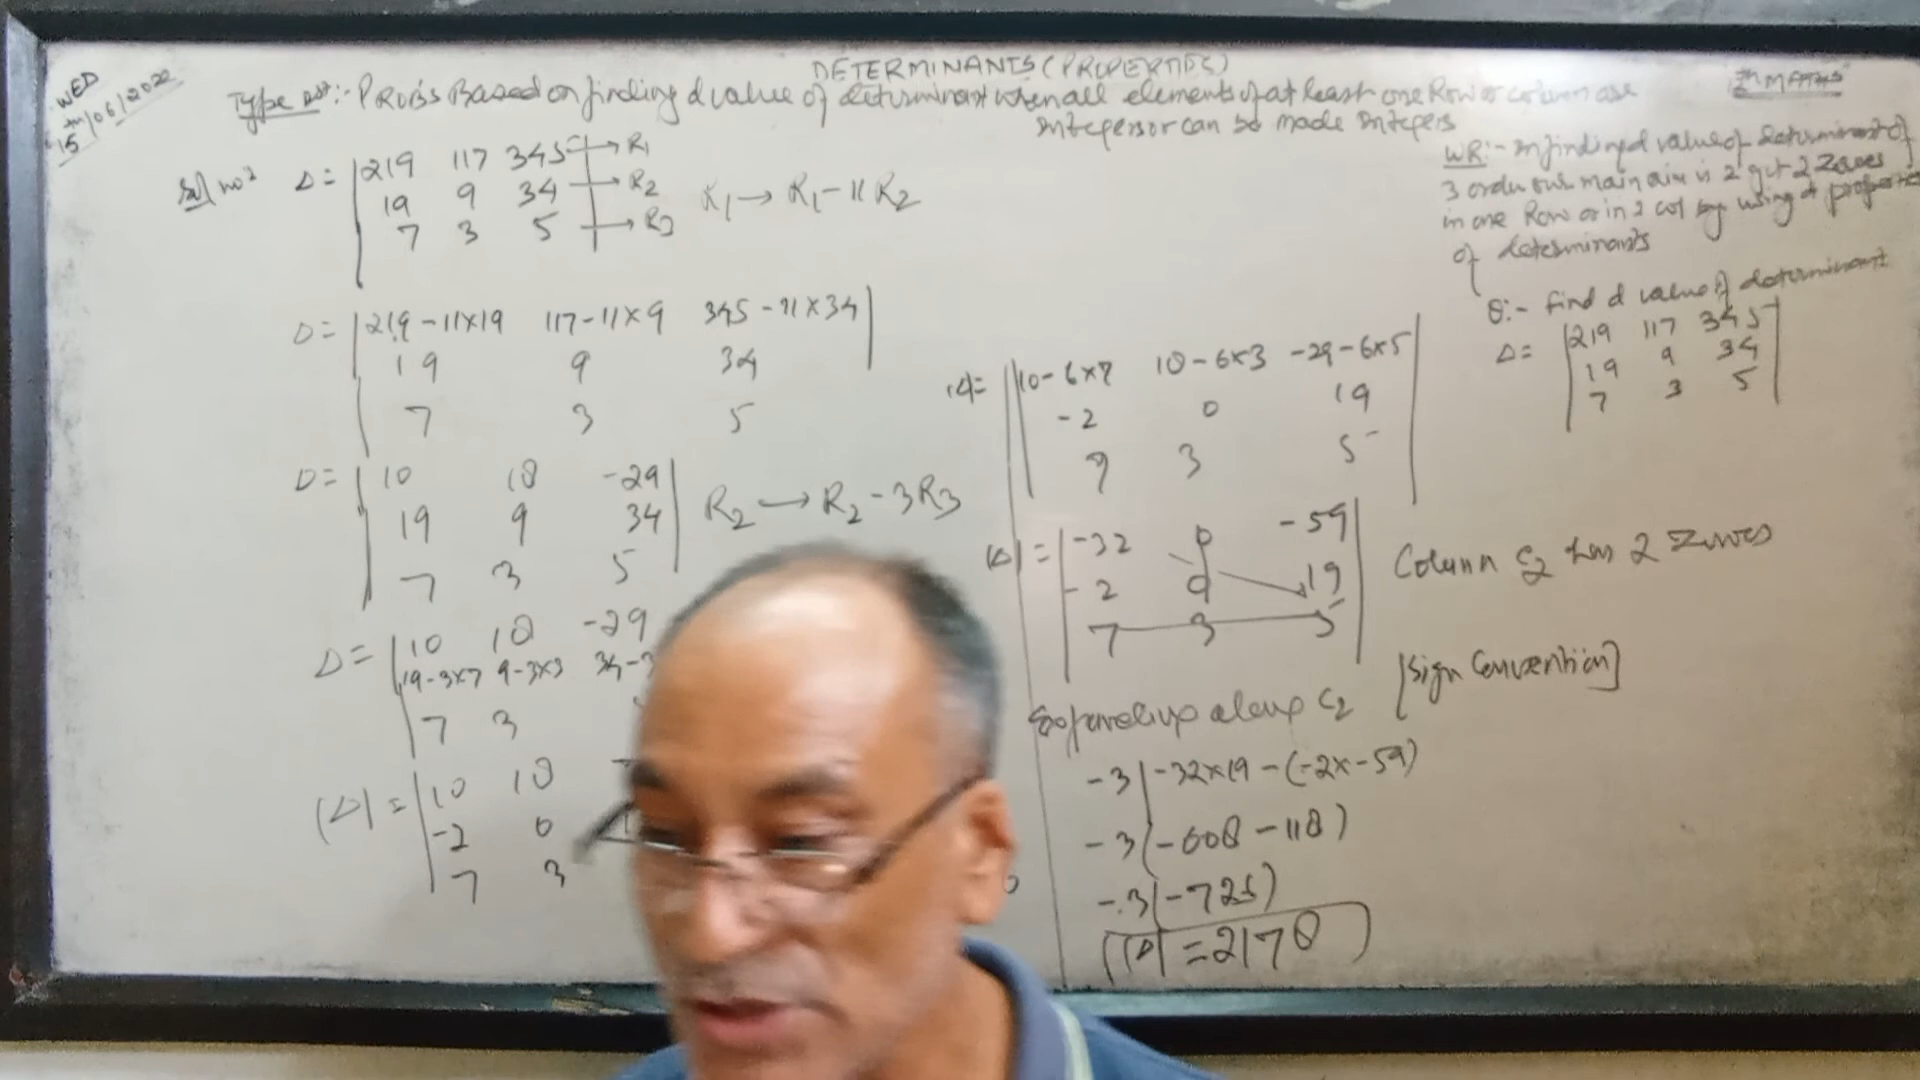 DETERMINANTS (PROPERTIES)
WED
15/06/2022
Type 1st:- PROB'S Based on finding d value of determinant when all elements of at least one Row or column are
integers or can be made integers
MATHS
Sol no 2 Δ = |219 117 345| → R1
19 9 34 → R2
7 3 5 → R3
R1 → R1 - 11R2
D = |219-11×19 117-11×9 345-11×34|
19 9 34
7 3 5
D = |10 18 -29|
19 9 34
7 3 5
R2 → R2 - 3R3
Δ = |10 18 -29
19-3×7 9-3×3 34-3
7 3
|Δ| = |10 18
-2 0
7 3
|Δ| = |10-6×7 18-6×3 -29-6×5|
-2 0 19
7 3 5
|Δ| = |-32 0 -59|
-2 0 19
7 3 5
Column C2 has 2 Zeroes
Expanding along C2 [Sign Convention]
-3|-32×19-(-2×-59)
-3(-608-118)
-3(-726)
|Δ| = 2178
WR:- In finding d value of determinant of
3 order our main aim is 2 get 2 Zeroes
in one Row or in 1 col by using d properties
of determinants
Q:- Find d value of determinant
Δ = |219 117 345|
19 9 34
7 3 5